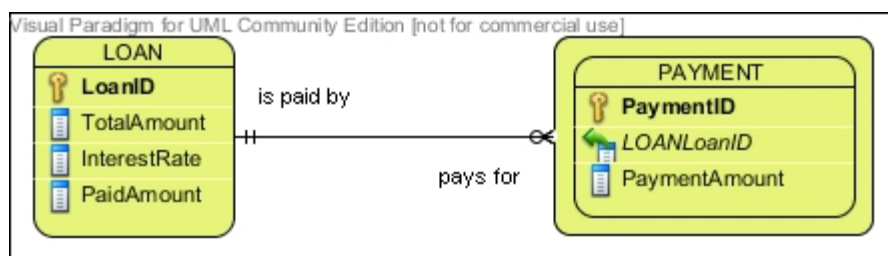 Visual Paradigm for UML Community Edition [not for commercial use]
LOAN
LoanID
TotalAmount
InterestRate
PaidAmount
is paid by
pays for
PAYMENT
PaymentID
LOANLoanID
PaymentAmount